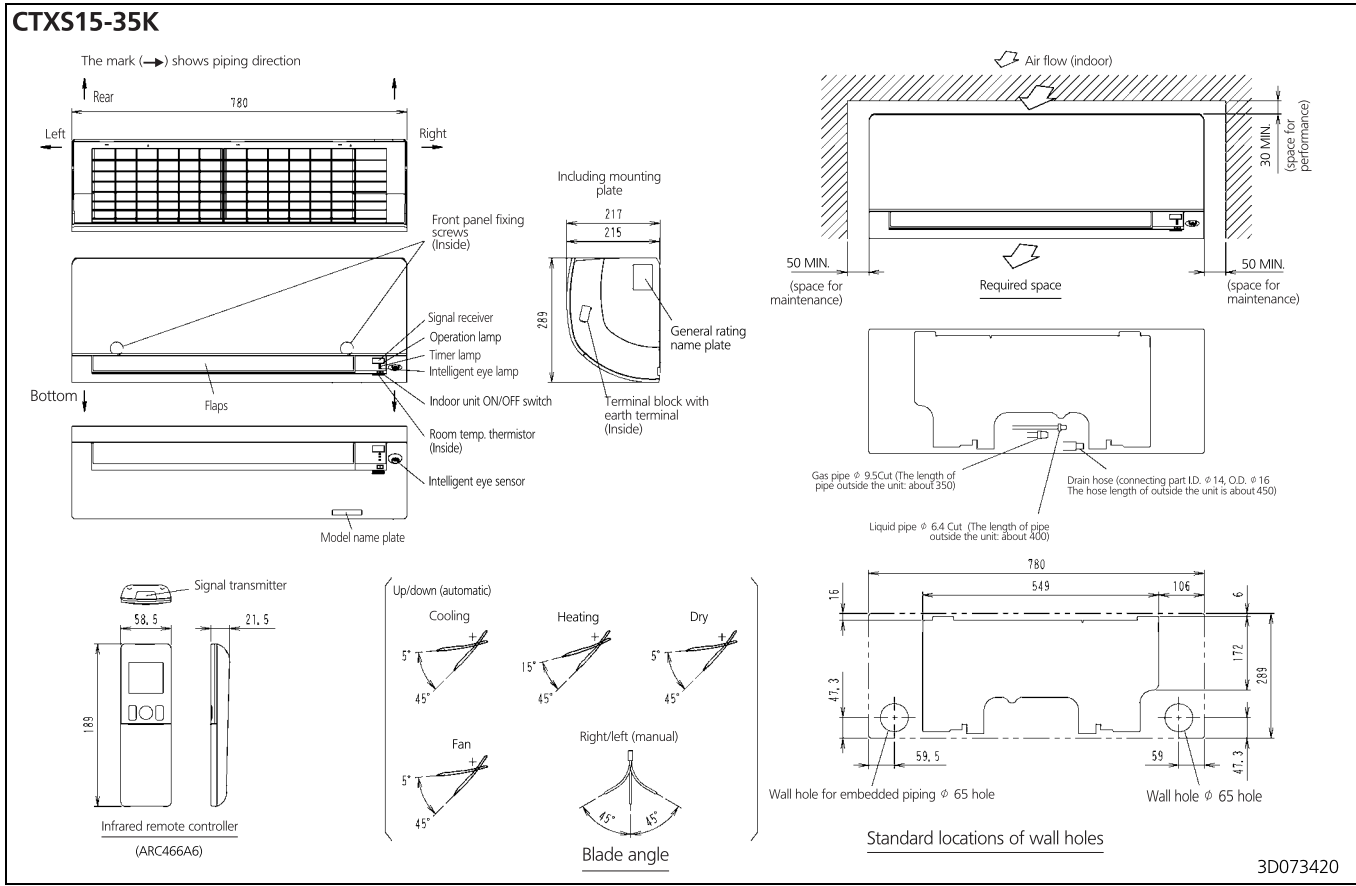 CTXS15-35K
The mark (→) shows piping direction
Rear
780
Left
Right
Front panel fixing
screws
(Inside)
Signal receiver
Operation lamp
Timer lamp
Intelligent eye lamp
Flaps
Bottom
Indoor unit ON/OFF switch
Room temp. thermistor
(Inside)
Intelligent eye sensor
Model name plate
Including mounting
plate
217
215
289
General rating
name plate
Terminal block with
earth terminal
(Inside)
Air flow (indoor)
30 MIN.
(space for
performance)
50 MIN.
(space for
maintenance)
Required space
50 MIN.
(space for
maintenance)
Gas pipe φ 9.5Cut (The length of
pipe outside the unit: about 350)
Drain hose (connecting part I.D. φ 14, O.D. φ 16
The hose length of outside the unit is about 450)
Liquid pipe φ 6.4 Cut (The length of pipe
outside the unit: about 400)
Signal transmitter
58,5
21,5
189
Infrared remote controller
(ARC466A6)
Up/down (automatic)
Cooling
5°
45°
Heating
15°
45°
Dry
5°
45°
Fan
5°
45°
Right/left (manual)
45°
45°
Blade angle
780
549
106
16
6
172
289
47,3
47,3
59,5
59
Wall hole for embedded piping φ 65 hole
Wall hole φ 65 hole
Standard locations of wall holes
3D073420